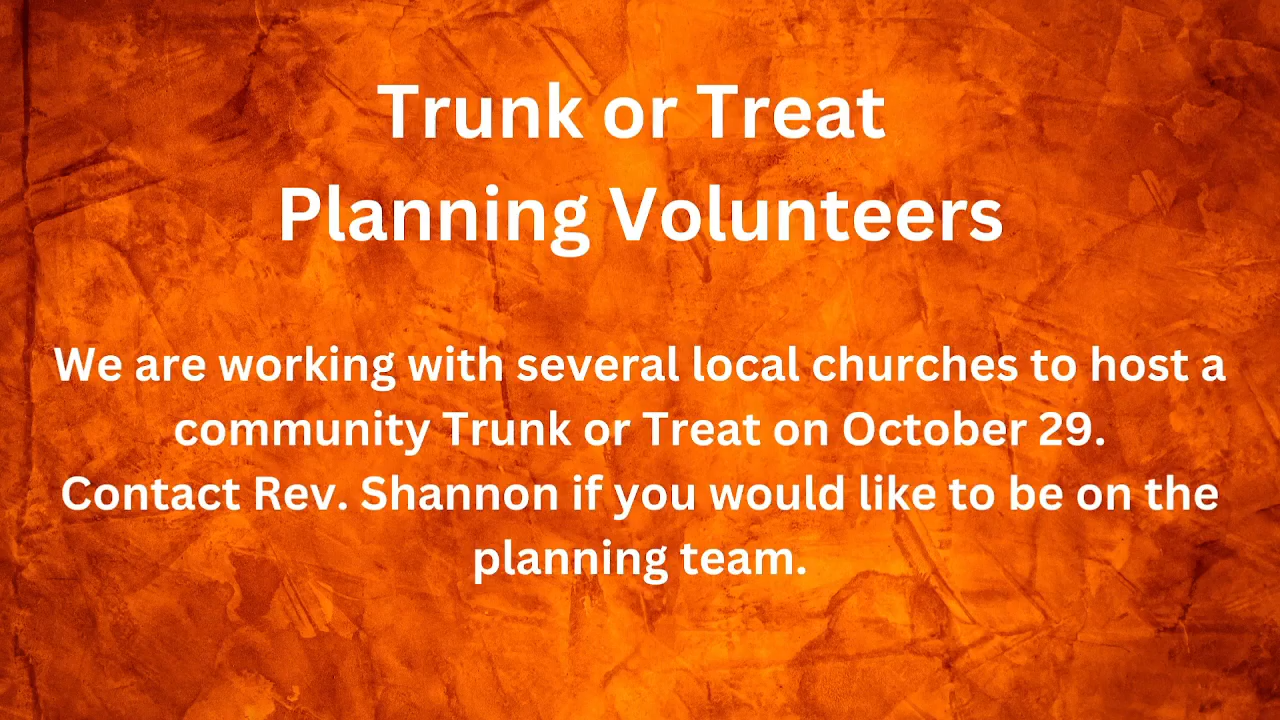 Trunk or Treat
Planning Volunteers
We are working with several local churches to host a
community Trunk or Treat on October 29.
Contact Rev. Shannon if you would like to be on the
planning team.